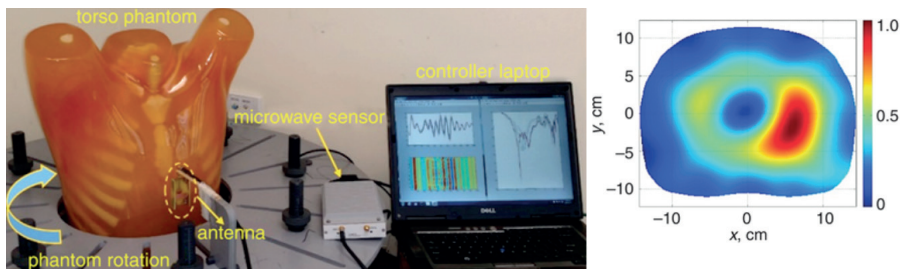 torso phantom
controller laptop
microwave sensor
antenna
phantom rotation
DELL
10
5
0
−5
−10
y, cm
−10
0
10
x, cm
1.0
0.5
0